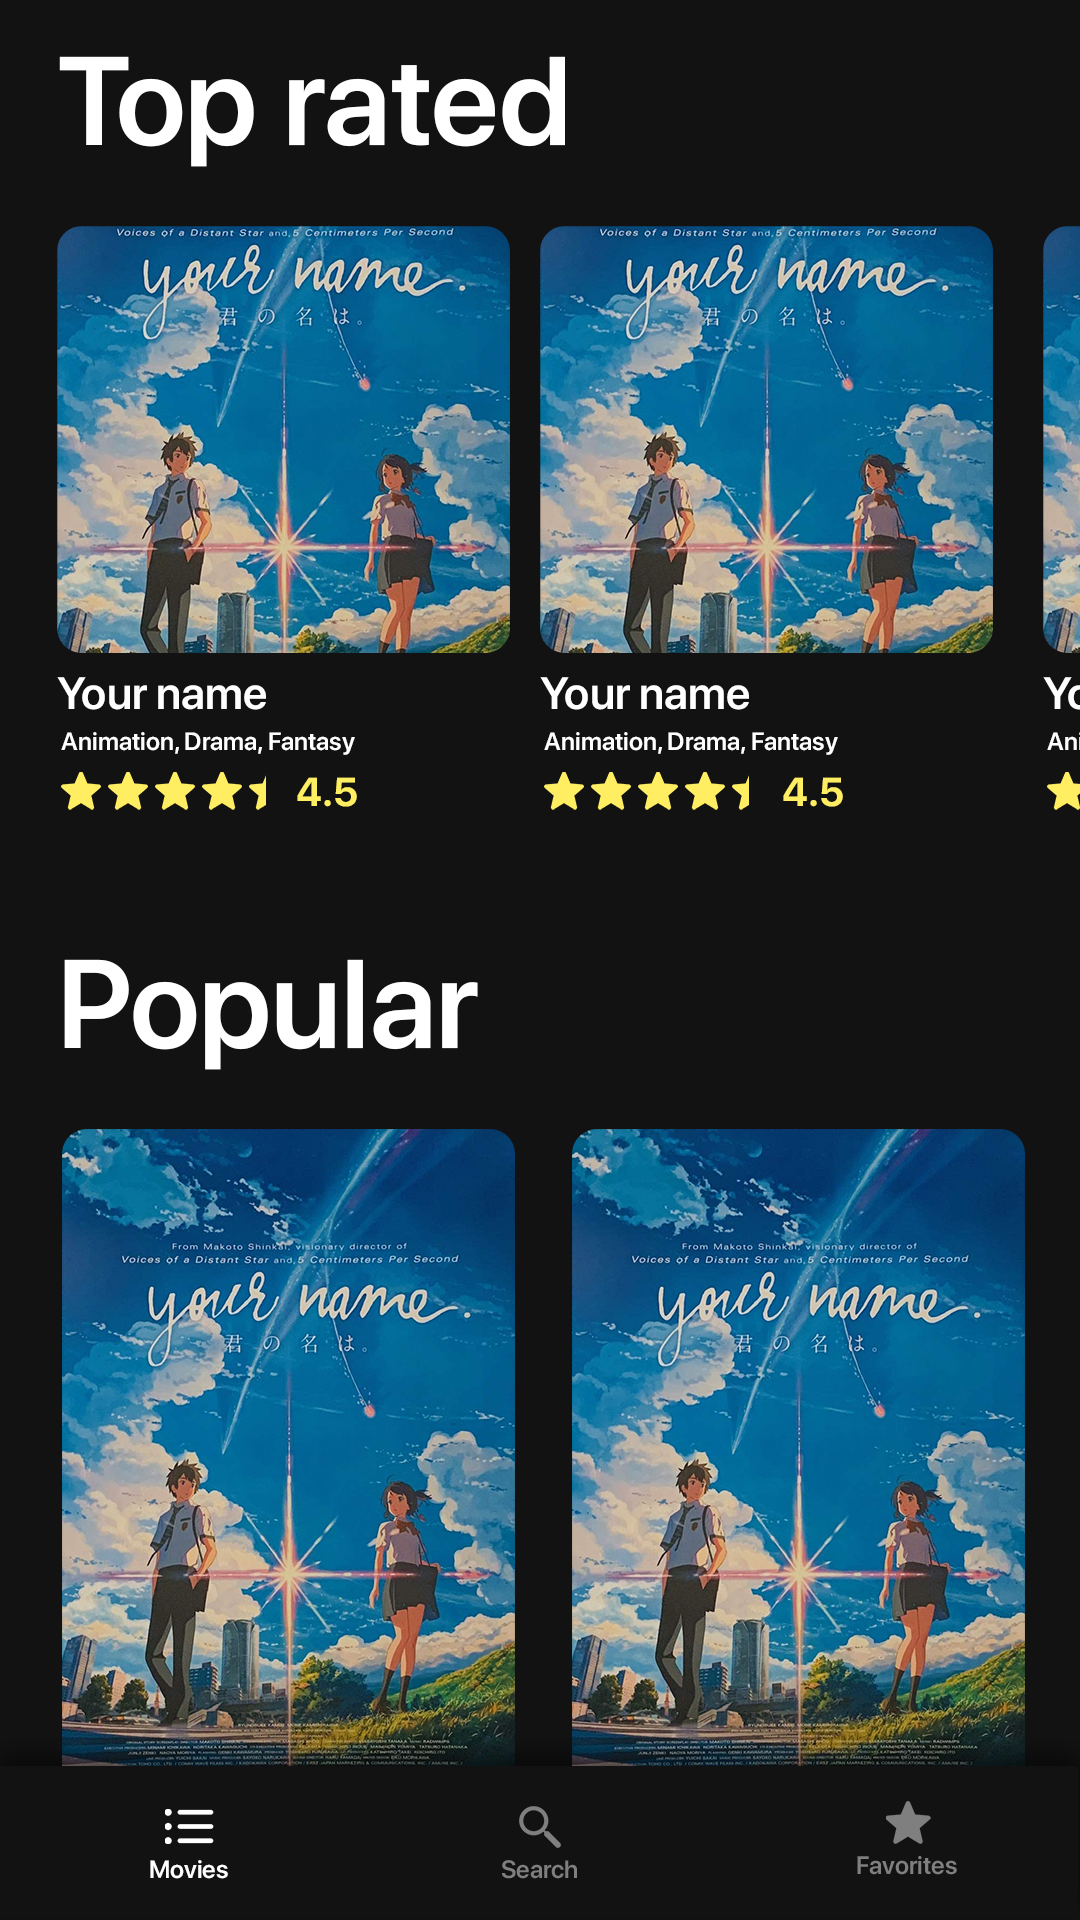 Top rated
Voices of a Distant Star and 5 Centimeters Per Second
your name.
君の名は。
Voices of a Distant Star and 5 Centimeters Per Second
your name.
君の名は。
Your name
Your name
Yo
Animation, Drama, Fantasy
Animation, Drama, Fantasy
Ani
4.5
4.5
Popular
From Makoto Shinkai, visionary director of
Voices of a Distant Star and 5 Centimeters Per Second
your name.
君の名は。
From Makoto Shinkai, visionary director of
Voices of a Distant Star and 5 Centimeters Per Second
your name.
君の名は。
Movies
Search
Favorites